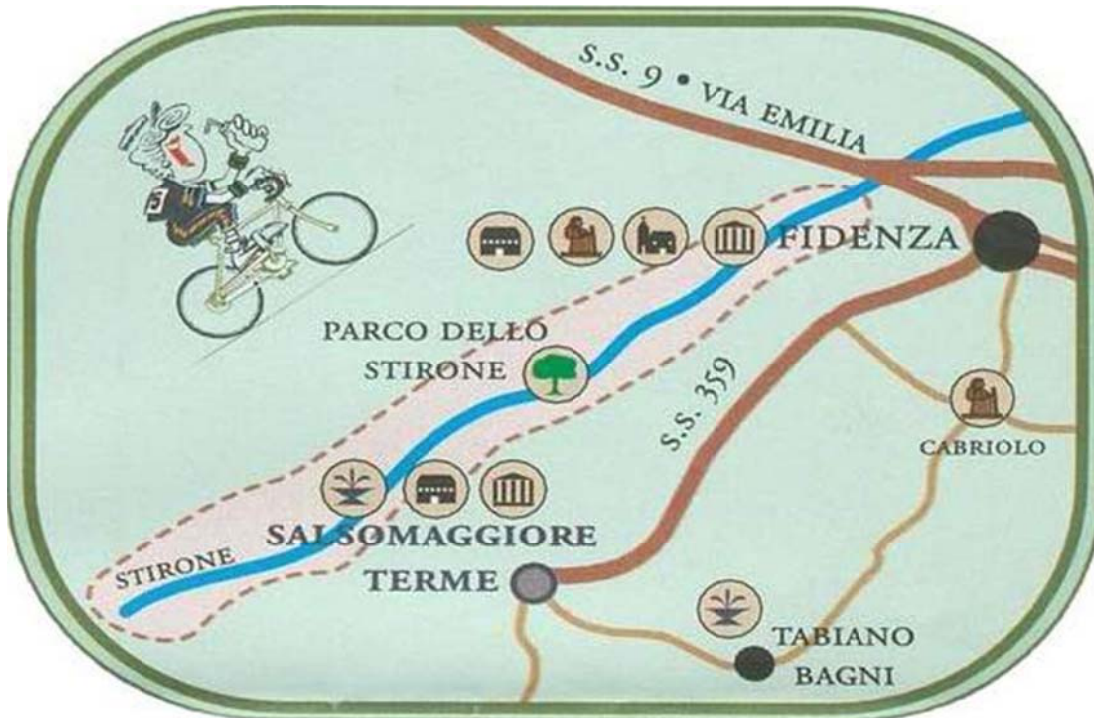 S.S. 9 • VIA EMILIA
FIDENZA
PARCO DELLO
STIRONE
S.S. 359
CABRIOLO
SALSOMAGGIORE
TERME
STIRONE
TABIANO
BAGNI